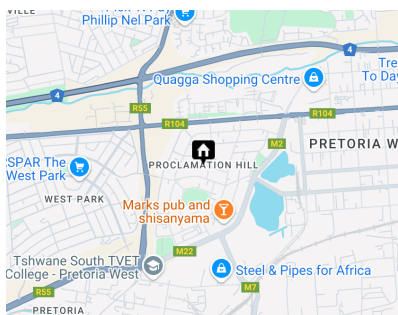 VILLE
Phillip Nel Park
4
Quagga Shopping Centre
4
Tre
To Day
R55
R104
R104
M2
PRETORIA W
SPAR The
West Park
PROCLAMATION HILL
WEST PARK
Marks pub and
shisanyama
Tshwane South TVET
College - Pretoria West
M22
Steel & Pipes for Africa
R55
M7
PRETORIA